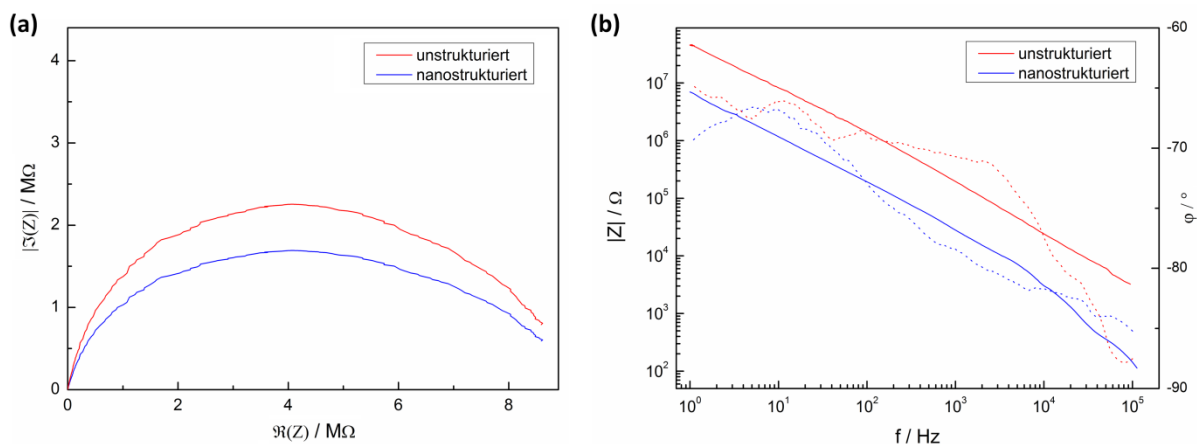 (a)
4
3
2
1
0
|ℑ(Z)| / MΩ
0
2
4
6
8
ℜ(Z) / MΩ
unstrukturiert
nanostrukturiert
(b)
10⁷
10⁶
10⁵
10⁴
10³
10²
|Z| / Ω
10⁰
10¹
10²
10³
10⁴
10⁵
f / Hz
unstrukturiert
nanostrukturiert
-60
-70
-80
-90
φ / °